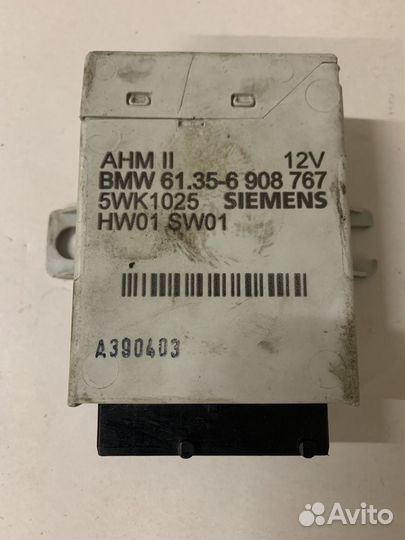 AHM II 12V
BMW 61.35-6 908 767
5WK1025 SIEMENS
HW01 SW01
A390403
Avito